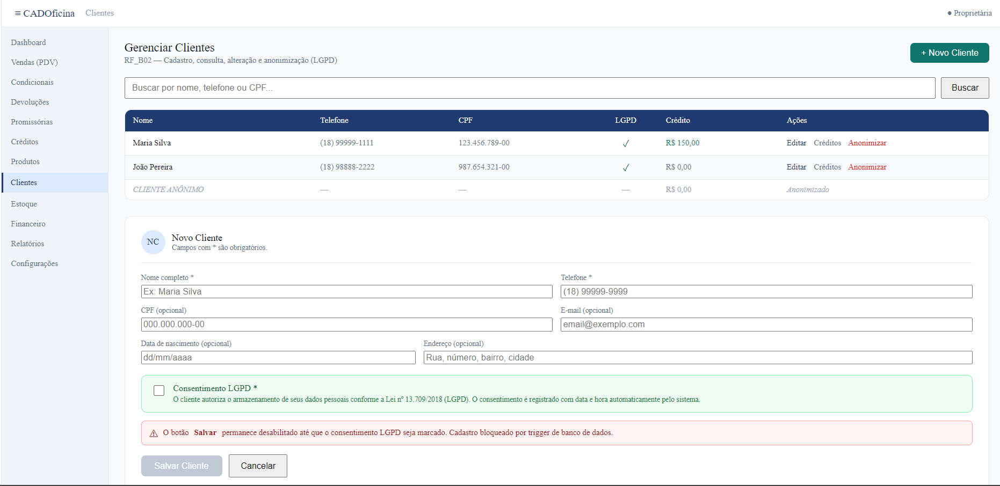 ≡ CADOficina Clientes ● Proprietária
Dashboard
Vendas (PDV)
Condicionais
Devoluções
Promissórias
Créditos
Produtos
Clientes
Estoque
Financeiro
Relatórios
Configurações
Gerenciar Clientes
RF_B02 — Cadastro, consulta, alteração e anonimização (LGPD)
+ Novo Cliente
Buscar por nome, telefone ou CPF... Buscar
Nome Telefone CPF LGPD Crédito Ações
Maria Silva (18) 99999-1111 123.456.789-00 ✓ R$ 150,00 Editar Créditos Anonimizar
João Pereira (18) 98888-2222 987.654.321-00 ✓ R$ 0,00 Editar Créditos Anonimizar
CLIENTE ANÔNIMO — — — R$ 0,00 Anonimizado
NC Novo Cliente
Campos com * são obrigatórios.
Nome completo * Telefone *
Ex: Maria Silva (18) 99999-9999
CPF (opcional) E-mail (opcional)
000.000.000-00 email@exemplo.com
Data de nascimento (opcional) Endereço (opcional)
dd/mm/aaaa Rua, número, bairro, cidade
Consentimento LGPD *
O cliente autoriza o armazenamento de seus dados pessoais conforme a Lei nº 13.709/2018 (LGPD). O consentimento é registrado com data e hora automaticamente pelo sistema.
⚠ O botão Salvar permanece desabilitado até que o consentimento LGPD seja marcado. Cadastro bloqueado por trigger de banco de dados.
Salvar Cliente Cancelar